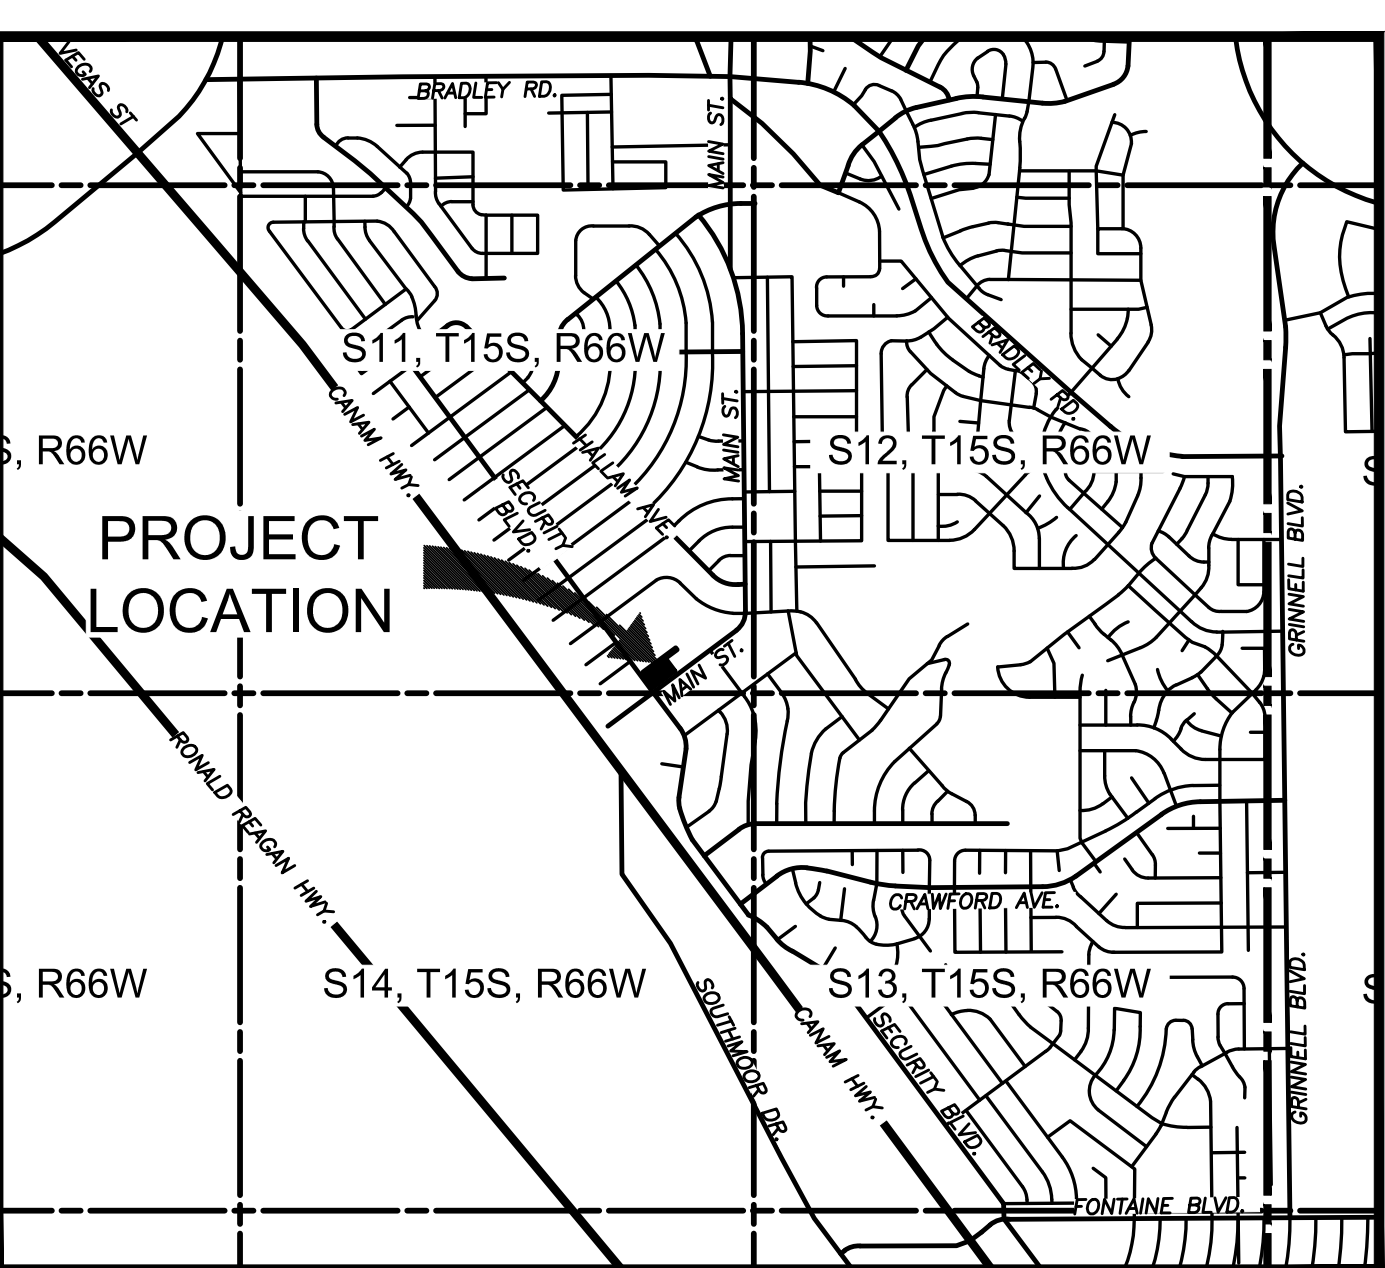 VEGAS ST
BRADLEY RD.
MAIN ST.
S11, T15S, R66W
BRADLEY RD.
CANAM HWY.
MAIN ST.
HALLAM AVE.
S, R66W
S12, T15S, R66W
S
SECURITY
BLVD.
GRINNELL BLVD.
PROJECT
LOCATION
MAIN ST.
RONALD REAGAN HWY.
CRAWFORD AVE.
S, R66W
S14, T15S, R66W
S13, T15S, R66W
S
SOUTHMOOR DR.
CANAM HWY.
SECURITY BLVD.
GRINNELL BLVD.
FONTAINE BLVD.